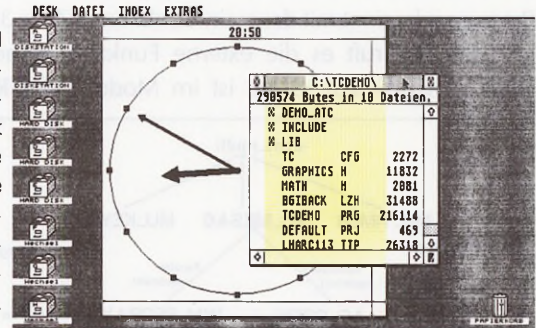 DESK DATEI INDEX EXTRAS
20:50
DISKSTATION
DISKSTATION
HARD DISK
HARD DISK
HARD DISK
Wechsel
Wechsel
Wechsel
C:\TCDEMO\
290574 Bytes in 10 Dateien.
DEMO_ATC
INCLUDE
LIB
TC CFG 2272
GRAPHICS H 11832
MATH H 2081
BGIBACK LZH 31488
TCDEMO PRG 216114
DEFAULT PRJ 469
LHARC113 TTP 26318
PAPIERKORB